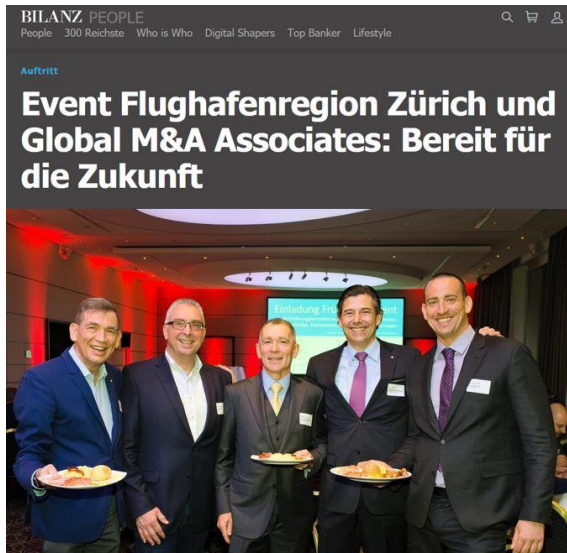 BILANZ PEOPLE
People 300 Reichste Who is Who Digital Shapers Top Banker Lifestyle
Auftritt
Event Flughafenregion Zürich und
Global M&A Associates: Bereit für
die Zukunft
Einladung